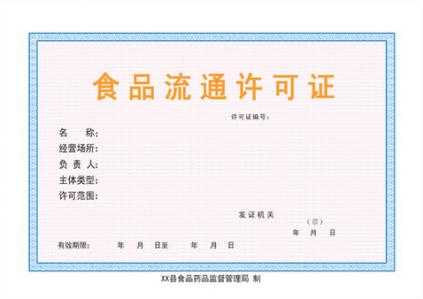 食品流通许可证
许可证编号：
名　　称：
经营场所：
负 责 人：
主体类型：
许可范围：
发证机关
（章）
年　月　日
有效期限：　　年　月　日至　　年　月　日
XX县食品药品监督管理局 制